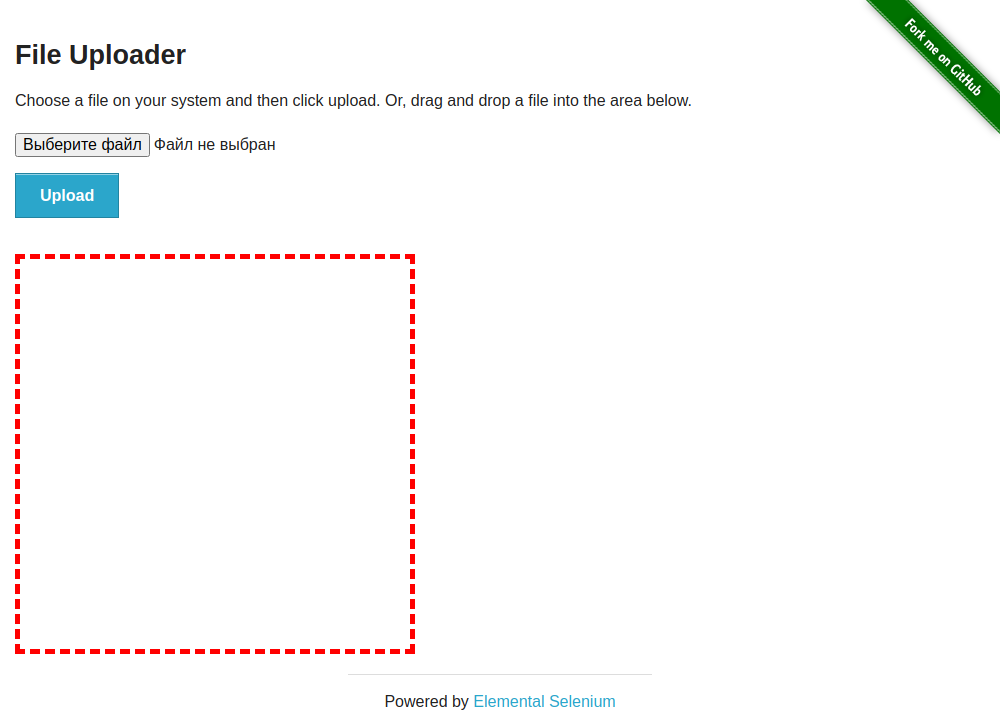 Fork me on GitHub
File Uploader
Choose a file on your system and then click upload. Or, drag and drop a file into the area below.
Выберите файл Файл не выбран
Upload
Powered by Elemental Selenium